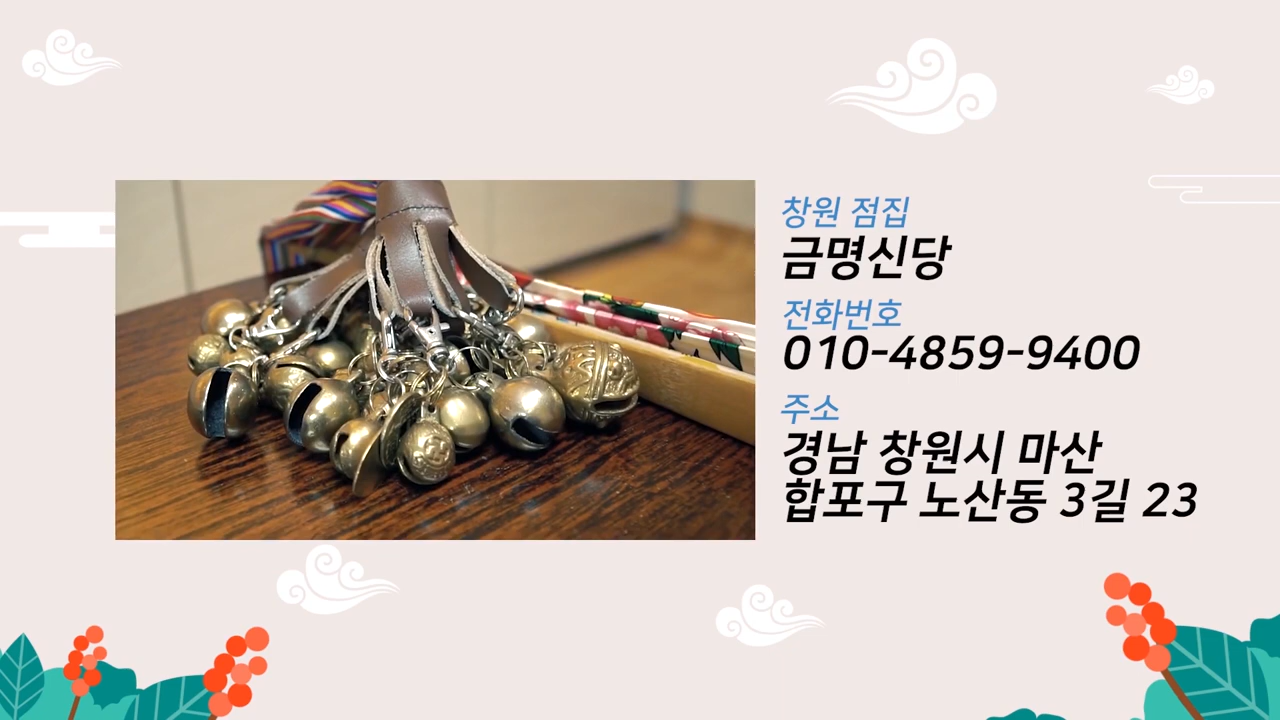 창원 점집
금명신당
전화번호
010-4859-9400
주소
경남 창원시 마산
합포구 노산동 3길 23